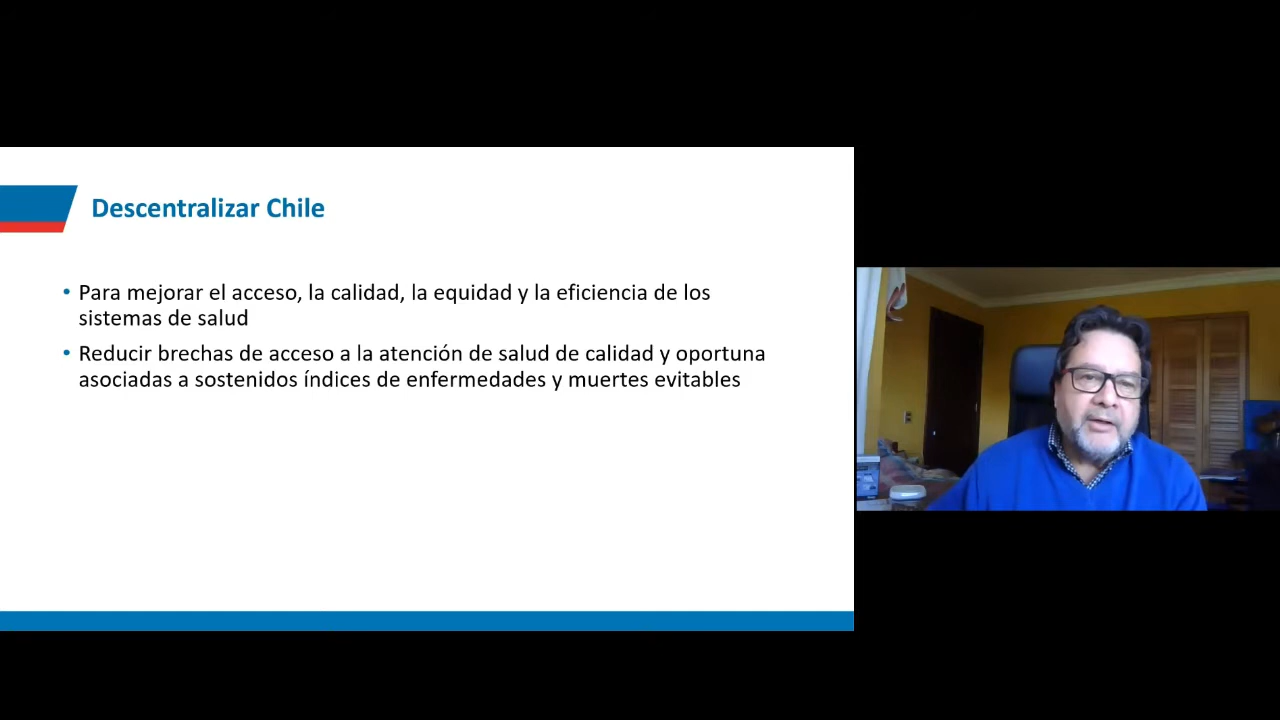 Descentralizar Chile
• Para mejorar el acceso, la calidad, la equidad y la eficiencia de los
sistemas de salud
• Reducir brechas de acceso a la atención de salud de calidad y oportuna
asociadas a sostenidos índices de enfermedades y muertes evitables